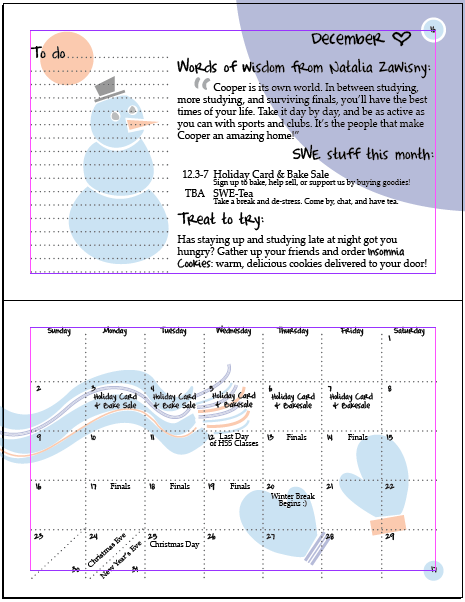 16
December
To do
Words of Wisdom from Natalia Zawisny:
“Cooper is its own world. In between studying,
more studying, and surviving finals, you’ll have the best
times of your life. Take it day by day, and be as active as
you can with sports and clubs. It’s the people that make
Cooper an amazing home!”
SWE stuff this month:
12.3-7 Holiday Card & Bake Sale
Sign up to bake, help sell, or support us by buying goodies!
TBA SWE-Tea
Take a break and de-stress. Come by, chat, and have tea.
Treat to try:
Has staying up and studying late at night got you
hungry? Gather up your friends and order Insomnia
Cookies: warm, delicious cookies delivered to your door!
Sunday Monday Tuesday Wednesday Thursday Friday Saturday
1
2 3 4 5 6 7 8
Holiday Card Holiday Card Holiday Card Holiday Card Holiday Card
& Bake Sale & Bake Sale & Bakesale & Bakesale & Bakesale
9 10 11 12 Last Day 13 Finals 14 Finals 15
of HSS Classes
16 17 Finals 18 Finals 19 Finals 20 21 22
Winter Break
Begins :)
23 24 25 26 27 28 29
Christmas Eve
Christmas Day
30 New Year's Eve 31
17